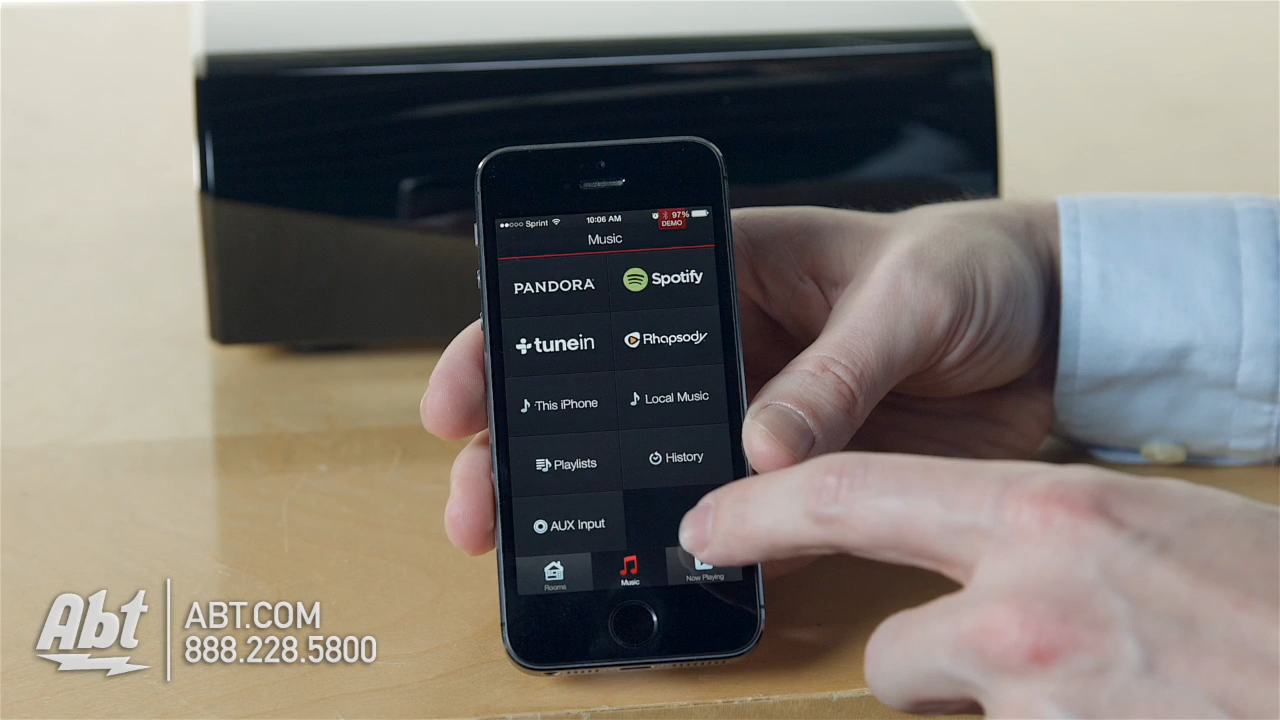 Sprint 10:06 AM 97%
DEMO
Music
PANDORA
Spotify
tunein
Rhapsody
This iPhone
Local Music
Playlists
History
AUX Input
Rooms
Music
Now Playing
Abt
ABT.COM
888.228.5800